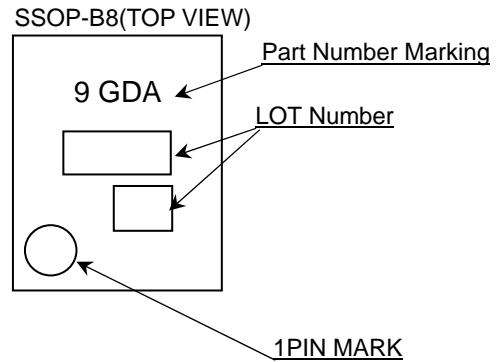 SSOP-B8(TOP VIEW)
Part Number Marking
9 GDA
LOT Number
1PIN MARK